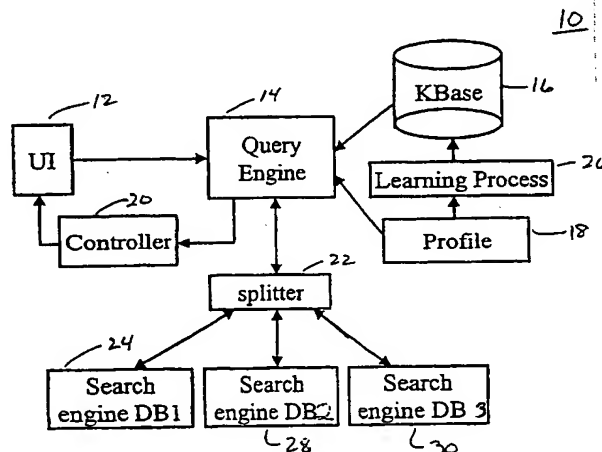 10
12
14
KBase
16
UI
Query
Engine
20
Learning Process
26
Controller
Profile
18
22
splitter
24
Search
engine DB1
Search
engine DB2
Search
engine DB 3
28
30